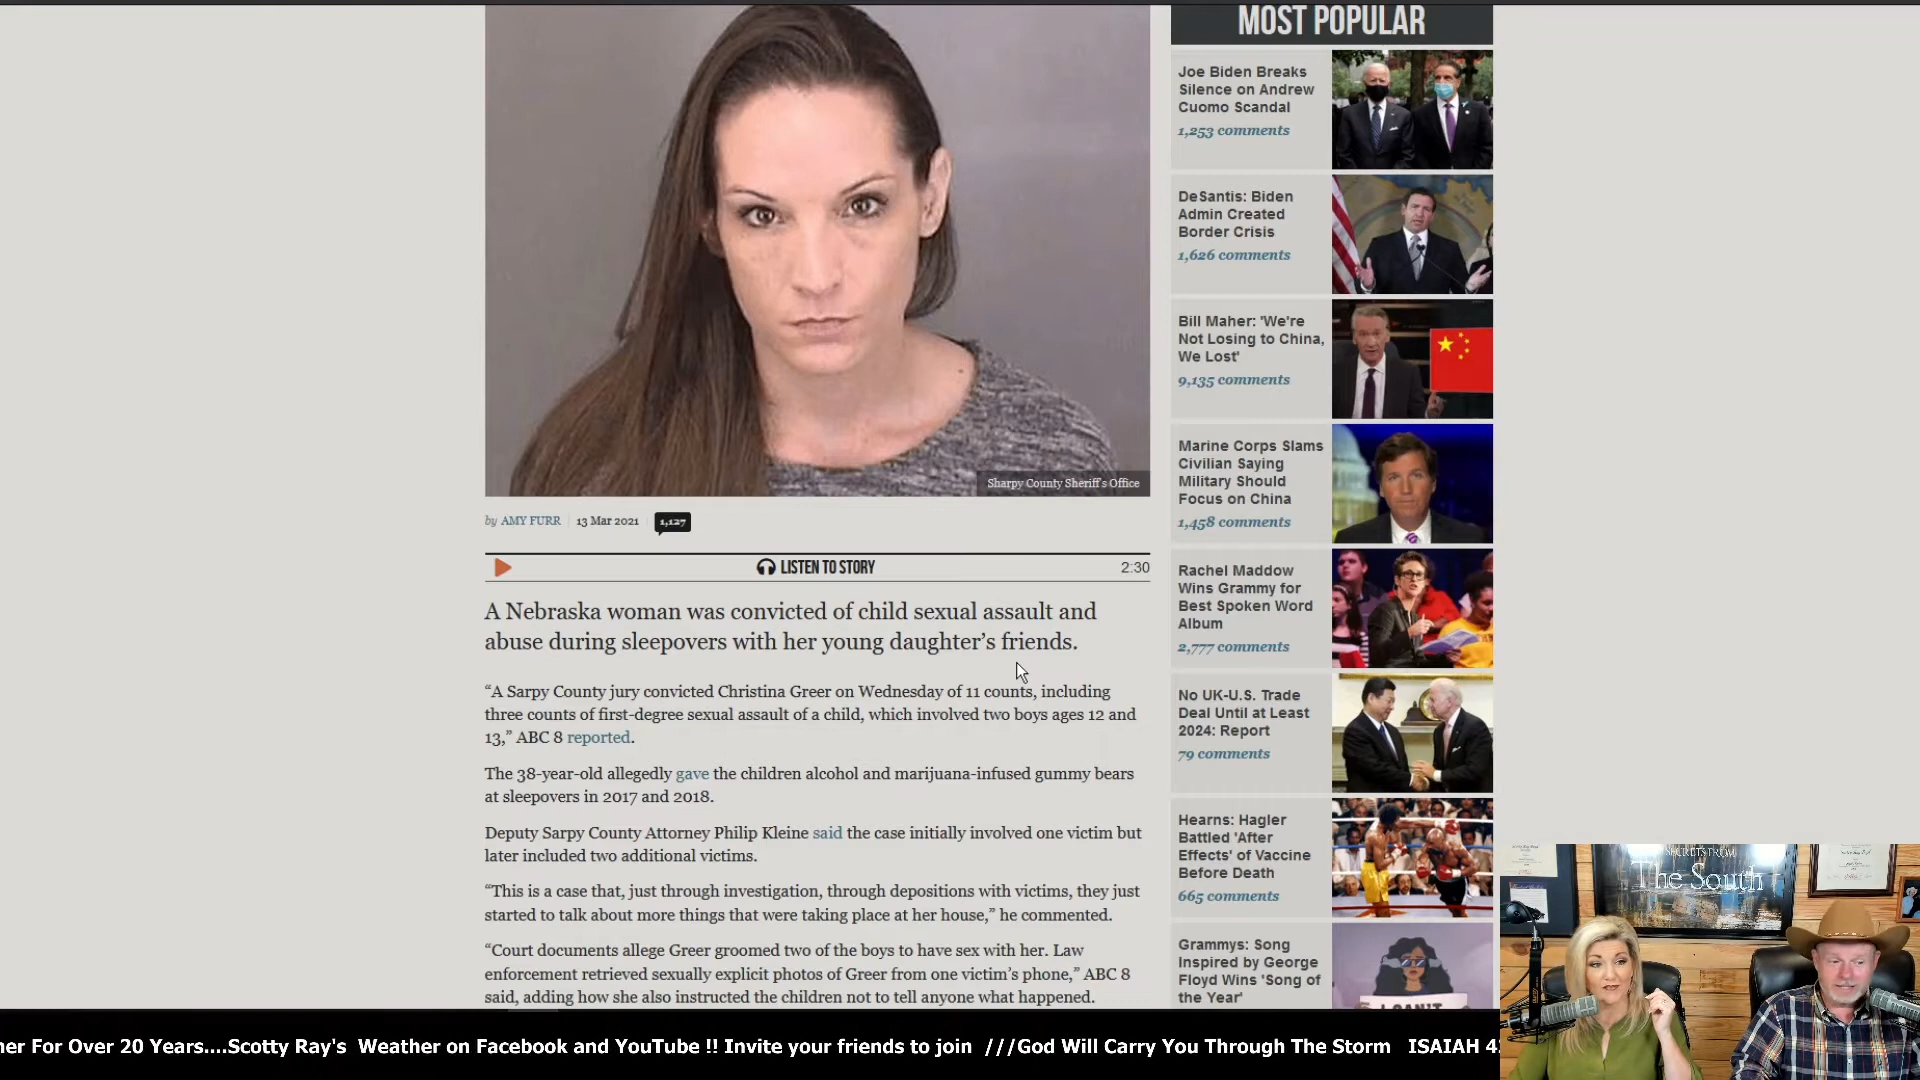 MOST POPULAR
Joe Biden Breaks
Silence on Andrew
Cuomo Scandal
1,253 comments
DeSantis: Biden
Admin Created
Border Crisis
1,626 comments
Bill Maher: 'We're
Not Losing to China,
We Lost'
9,135 comments
Marine Corps Slams
Civilian Saying
Military Should
Focus on China
1,458 comments
Rachel Maddow
Wins Grammy for
Best Spoken Word
Album
2,777 comments
No UK-U.S. Trade
Deal Until at Least
2024: Report
79 comments
Hearns: Hagler
Battled 'After
Effects' of Vaccine
Before Death
665 comments
Grammys: Song
Inspired by George
Floyd Wins 'Song of
the Year'
I CAN'T
Sharpy County Sheriff's Office
by AMY FURR 13 Mar 2021 1,127
LISTEN TO STORY 2:30
A Nebraska woman was convicted of child sexual assault and
abuse during sleepovers with her young daughter's friends.
“A Sarpy County jury convicted Christina Greer on Wednesday of 11 counts, including
three counts of first-degree sexual assault of a child, which involved two boys ages 12 and
13,” ABC 8 reported.
The 38-year-old allegedly gave the children alcohol and marijuana-infused gummy bears
at sleepovers in 2017 and 2018.
Deputy Sarpy County Attorney Philip Kleine said the case initially involved one victim but
later included two additional victims.
“This is a case that, just through investigation, through depositions with victims, they just
started to talk about more things that were taking place at her house,” he commented.
“Court documents allege Greer groomed two of the boys to have sex with her. Law
enforcement retrieved sexually explicit photos of Greer from one victim's phone,” ABC 8
said, adding how she also instructed the children not to tell anyone what happened.
SECRETS FROM
The South
ner For Over 20 Years....Scotty Ray's Weather on Facebook and YouTube !! Invite your friends to join ///God Will Carry You Through The Storm ISAIAH 4